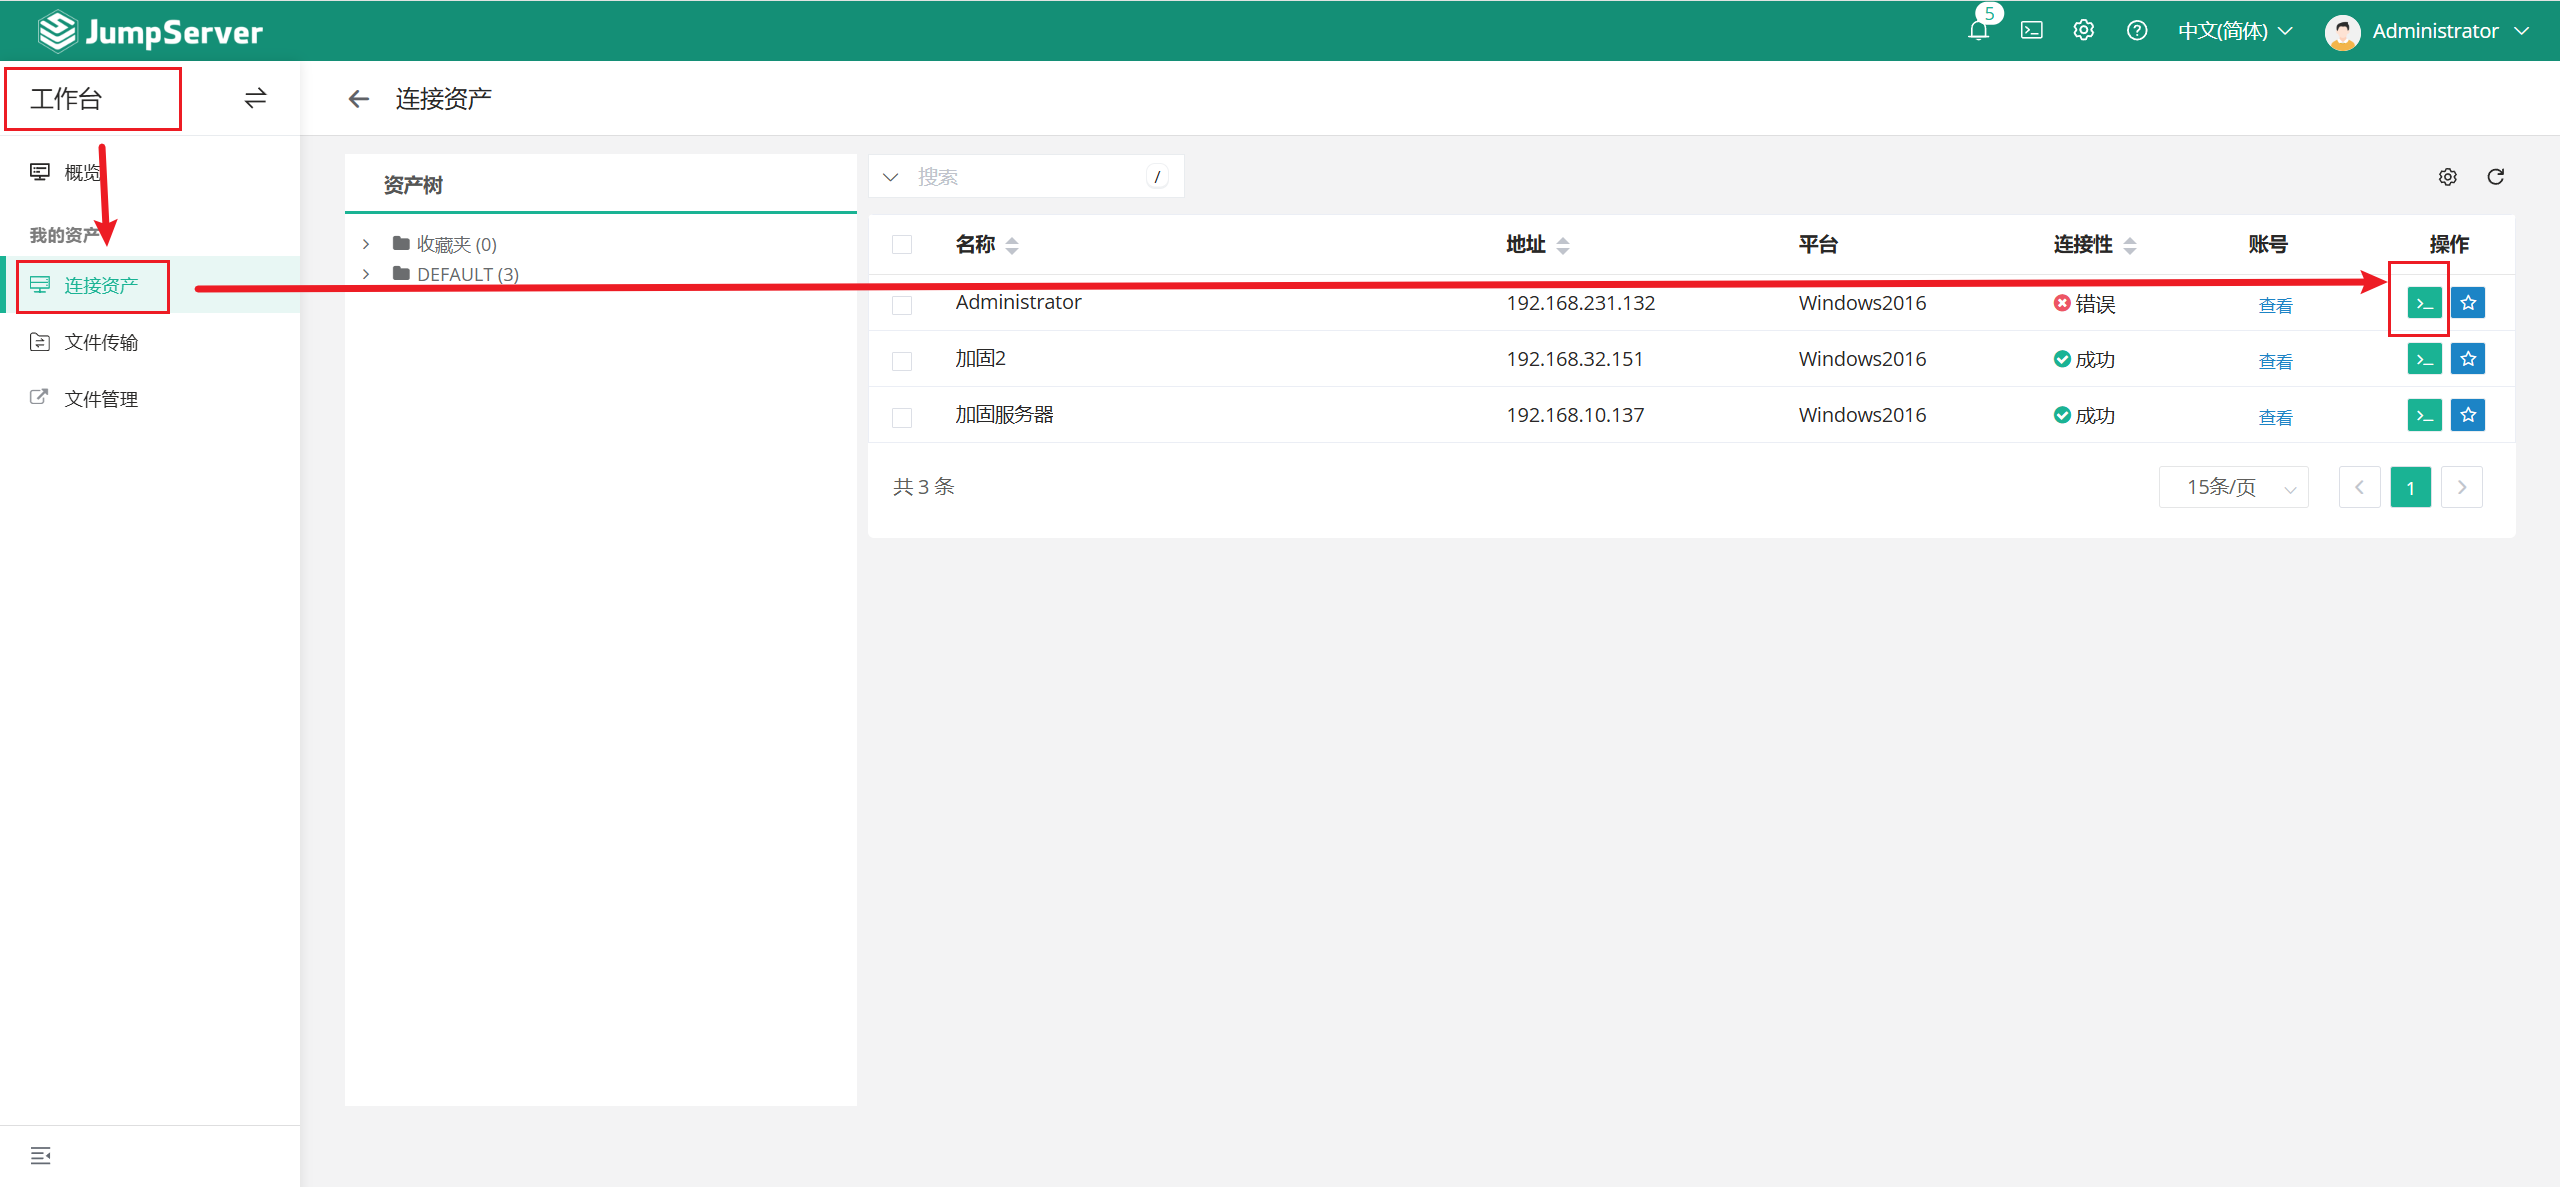 JumpServer
5
中文(简体)
Administrator
工作台
连接资产
概览
我的资产
连接资产
文件传输
文件管理
资产树
收藏夹 (0)
DEFAULT (3)
搜索
/
名称 地址 平台 连接性 账号 操作
Administrator 192.168.231.132 Windows2016 错误 查看
加固2 192.168.32.151 Windows2016 成功 查看
加固服务器 192.168.10.137 Windows2016 成功 查看
共 3 条
15条/页
1